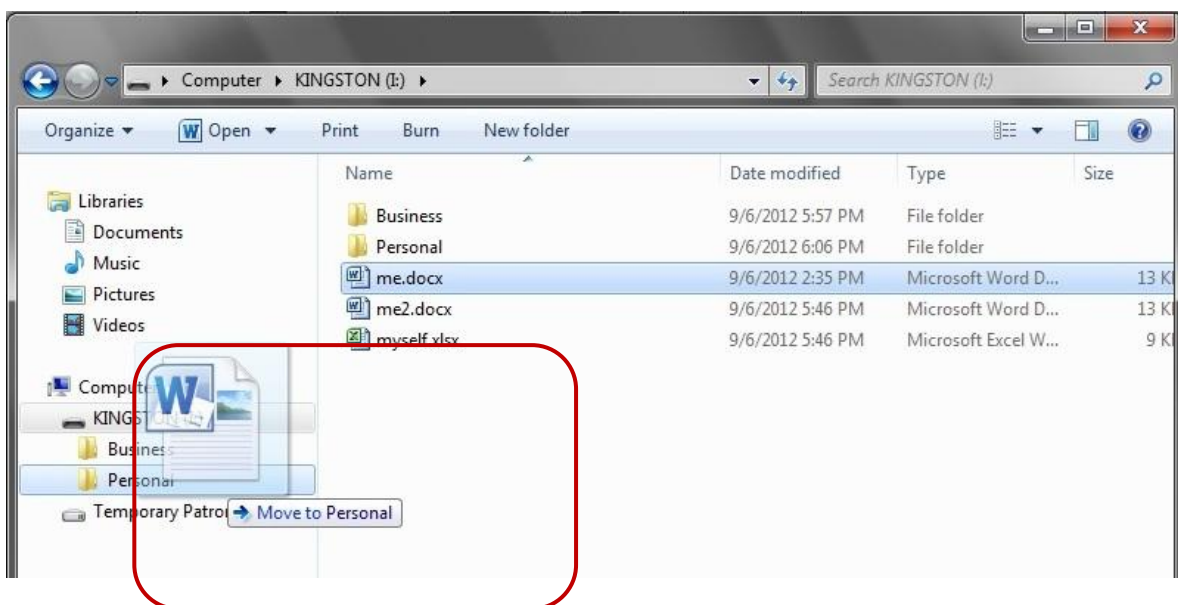 Computer KINGSTON (I:)
Search KINGSTON (I:)
Organize Open Print Burn New folder
Name Date modified Type Size
Libraries
Documents
Music
Pictures
Videos
Business 9/6/2012 5:57 PM File folder
Personal 9/6/2012 6:06 PM File folder
me.docx 9/6/2012 2:35 PM Microsoft Word D... 13
me2.docx 9/6/2012 5:46 PM Microsoft Word D... 13
myself.xlsx 9/6/2012 5:46 PM Microsoft Excel W... 9
W
Business
Personal
Temporary
Move to Personal